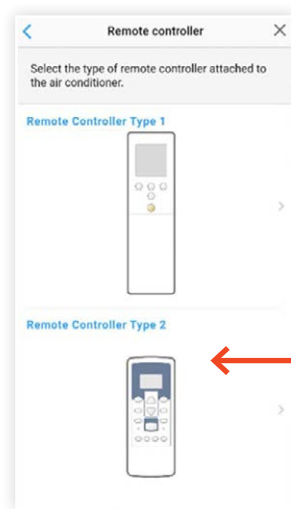 Remote controller
Select the type of remote controller attached to
the air conditioner.
Remote Controller Type 1
Remote Controller Type 2